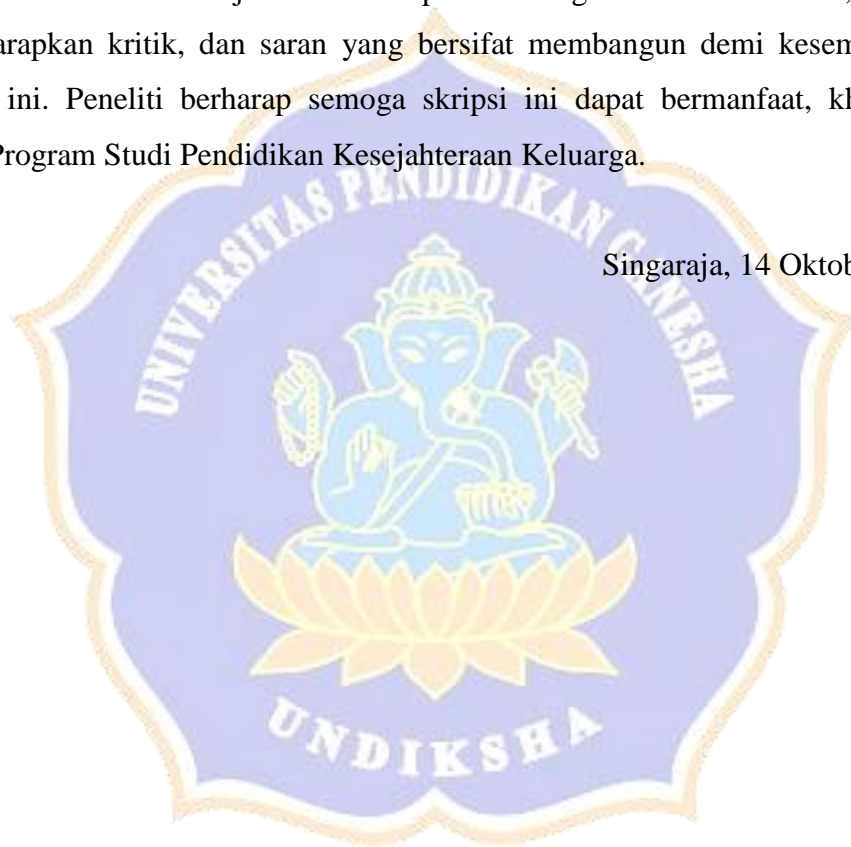 arapkan kritik, dan saran yang bersifat membangun demi kesem
ini. Peneliti berharap semoga skripsi ini dapat bermanfaat, kh
Program Studi Pendidikan Kesejahteraan Keluarga.
UNIVERSITAS PENDIDIKAN GANESHA
Singaraja, 14 Oktob
UNDIKSHA